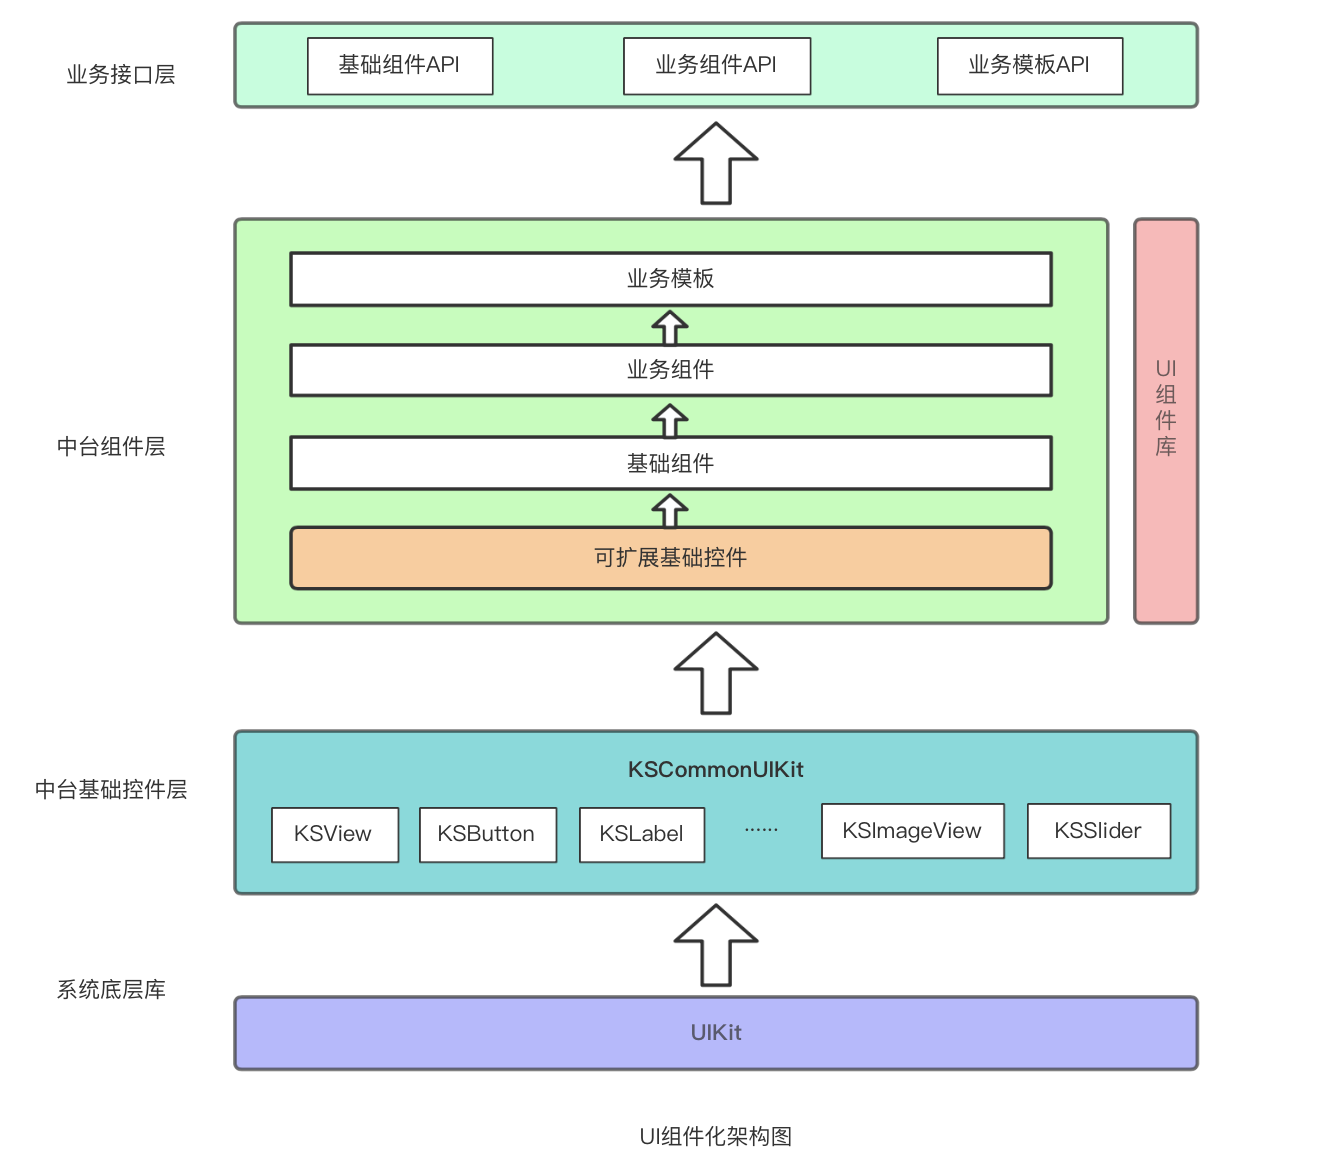 业务接口层
基础组件API
业务组件API
业务模板API
业务模板
业务组件
中台组件层
基础组件
可扩展基础控件
UI
组
件
库
中台基础控件层
KSCommonUIKit
KSView
KSButton
KSLabel
......
KSImageView
KSSlider
系统底层库
UIKit
UI组件化架构图